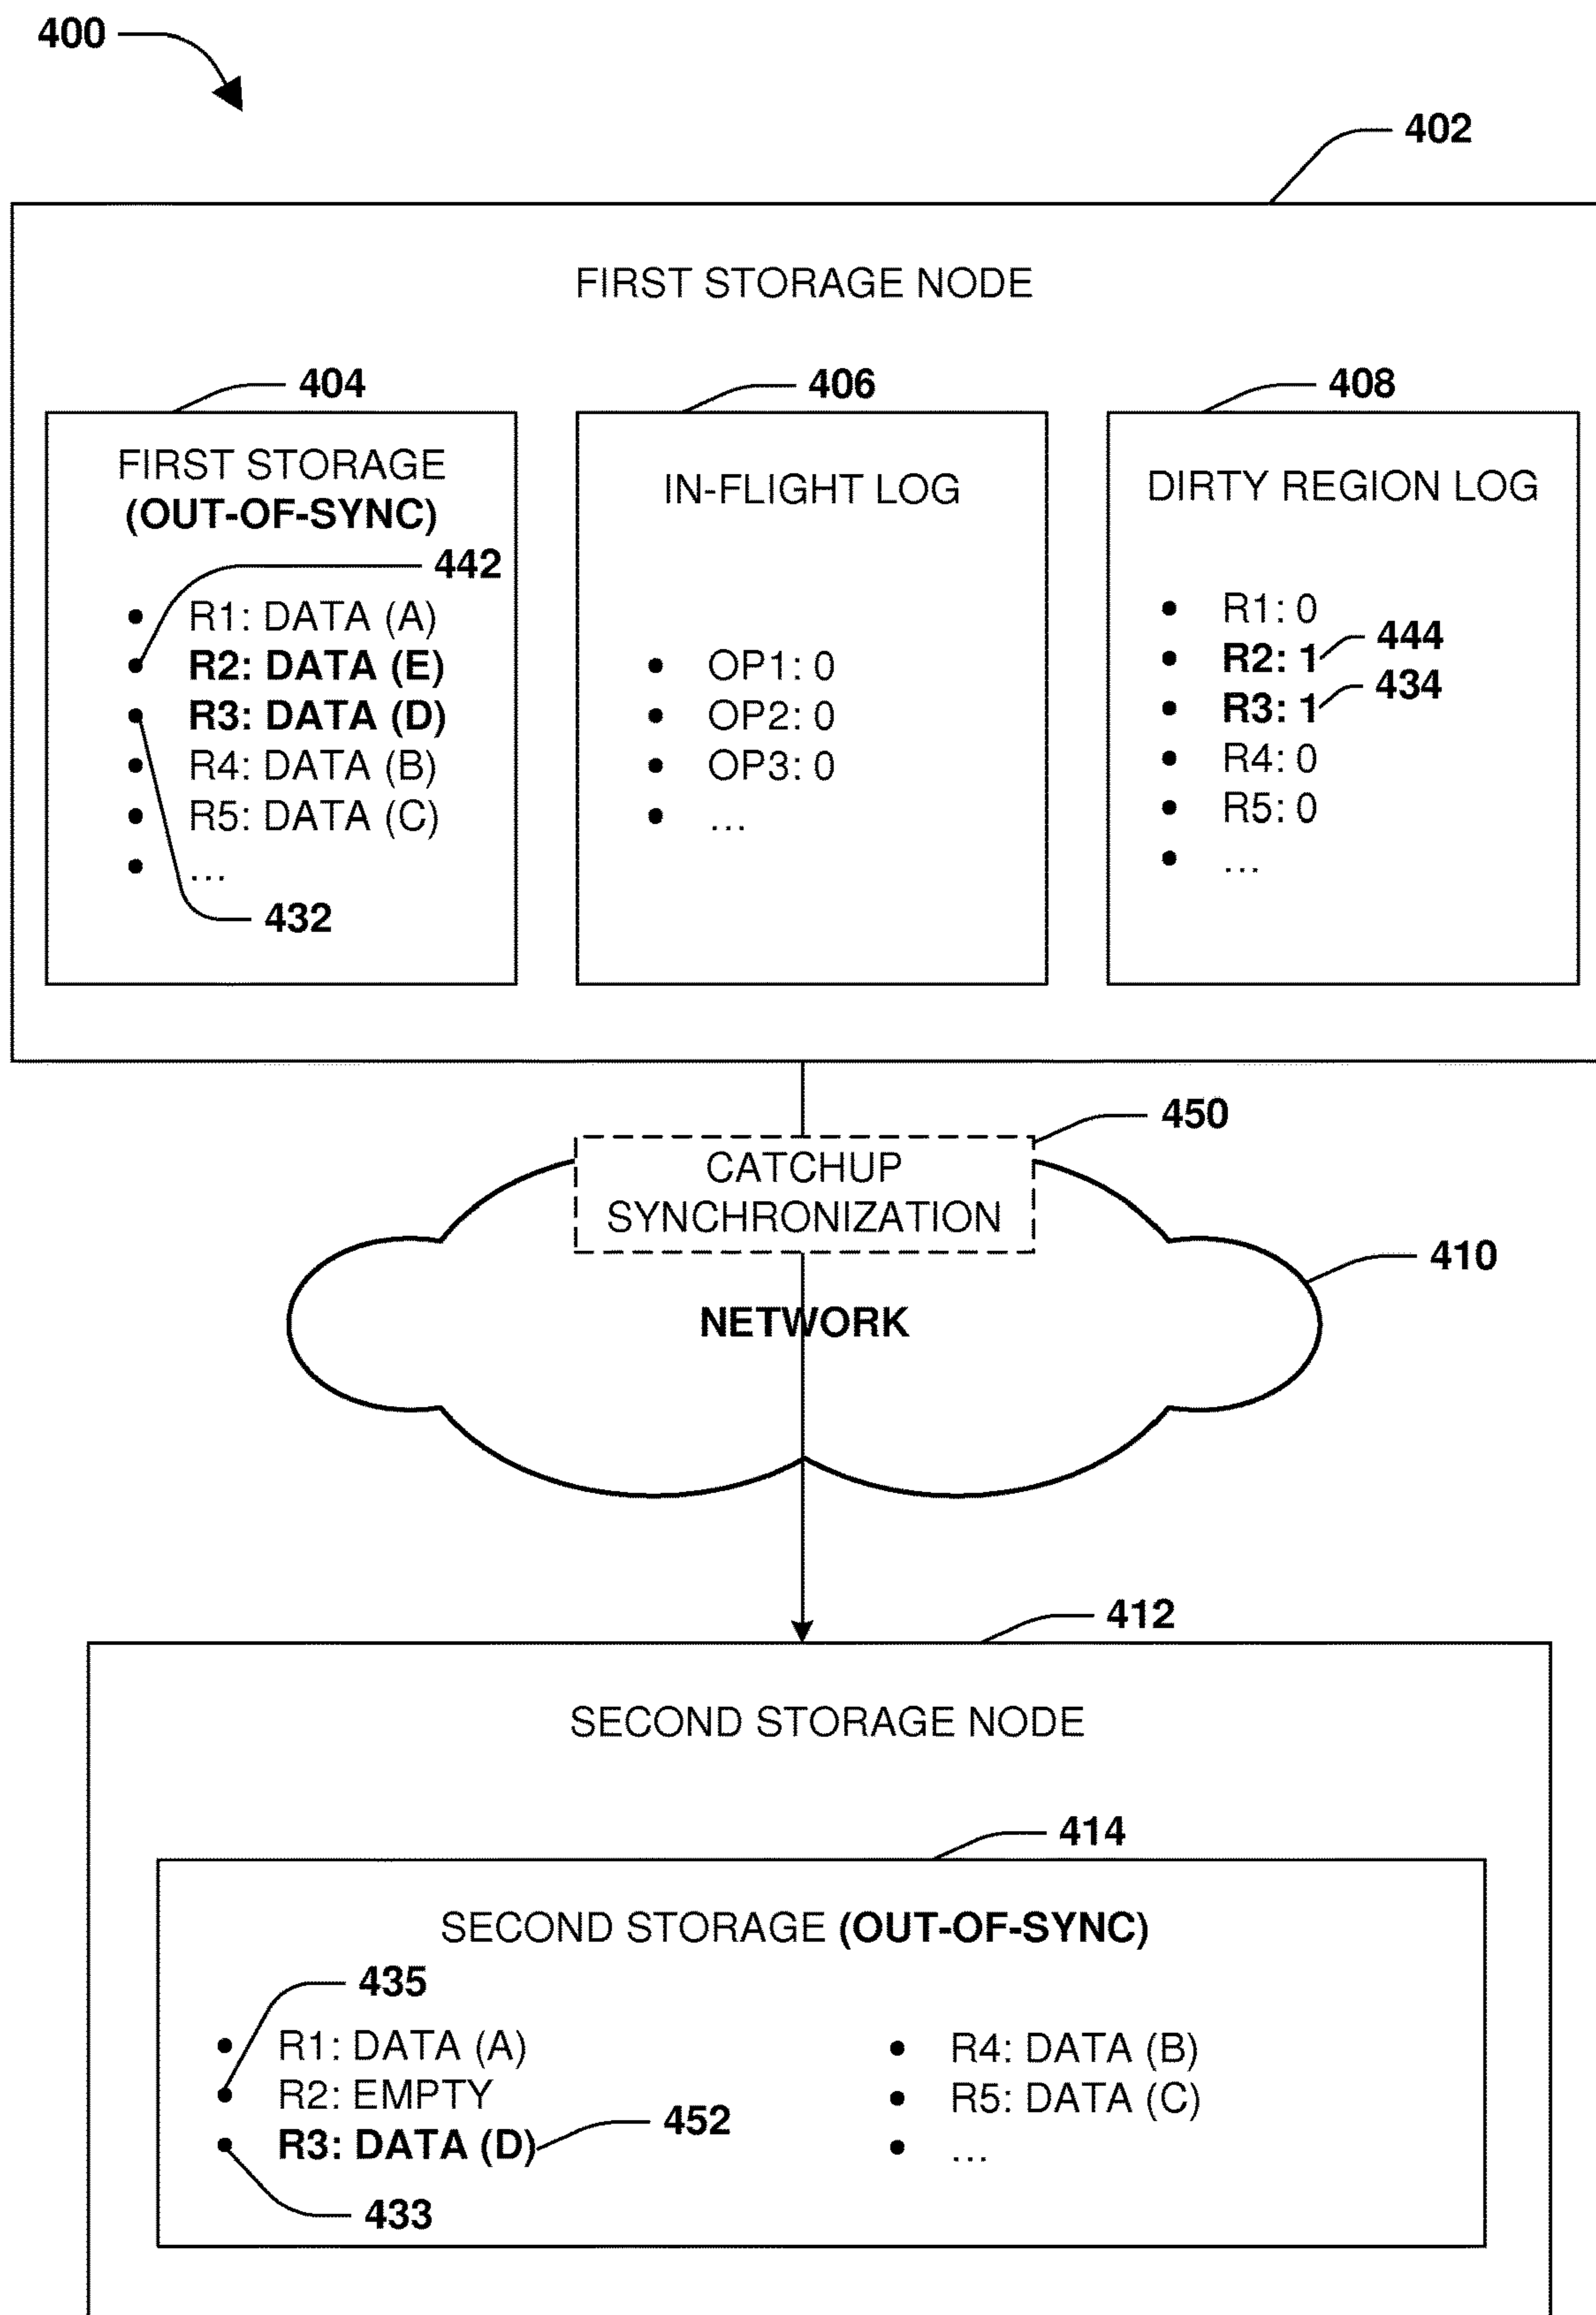 400
402
FIRST STORAGE NODE
404
406
408
FIRST STORAGE
(OUT-OF-SYNC)
442
• R1: DATA (A)
• R2: DATA (E)
• R3: DATA (D)
• R4: DATA (B)
• R5: DATA (C)
• ...
432
IN-FLIGHT LOG
• OP1: 0
• OP2: 0
• OP3: 0
• ...
DIRTY REGION LOG
• R1: 0
• R2: 1
444
• R3: 1
434
• R4: 0
• R5: 0
• ...
450
CATCHUP
SYNCHRONIZATION
410
NETWORK
412
SECOND STORAGE NODE
414
SECOND STORAGE (OUT-OF-SYNC)
435
• R1: DATA (A)
• R2: EMPTY
• R3: DATA (D)
452
433
• R4: DATA (B)
• R5: DATA (C)
• ...